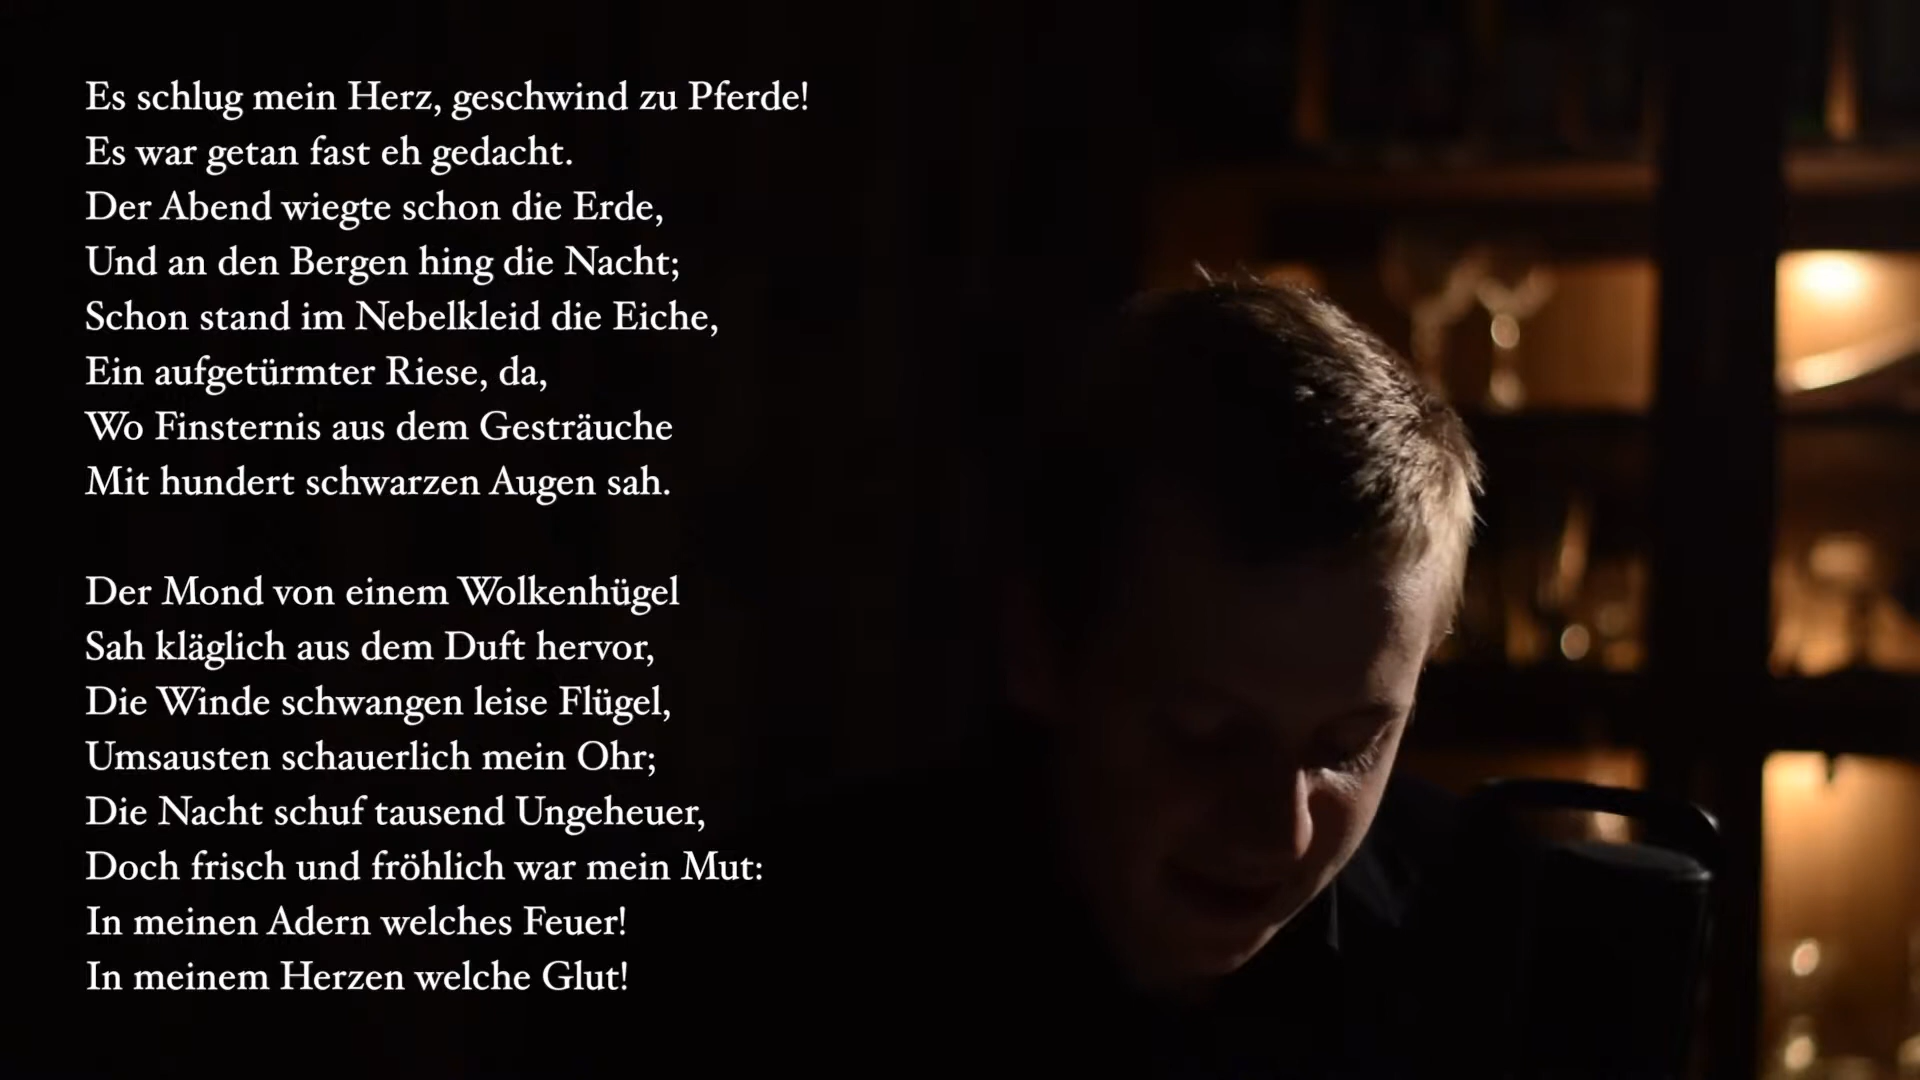 Es schlug mein Herz, geschwind zu Pferde!
Es war getan fast eh gedacht.
Der Abend wiegte schon die Erde,
Und an den Bergen hing die Nacht;
Schon stand im Nebelkleid die Eiche,
Ein aufgetürmter Riese, da,
Wo Finsternis aus dem Gesträuche
Mit hundert schwarzen Augen sah.

Der Mond von einem Wolkenhügel
Sah kläglich aus dem Duft hervor,
Die Winde schwangen leise Flügel,
Umsausten schauerlich mein Ohr;
Die Nacht schuf tausend Ungeheuer,
Doch frisch und fröhlich war mein Mut:
In meinen Adern welches Feuer!
In meinem Herzen welche Glut!